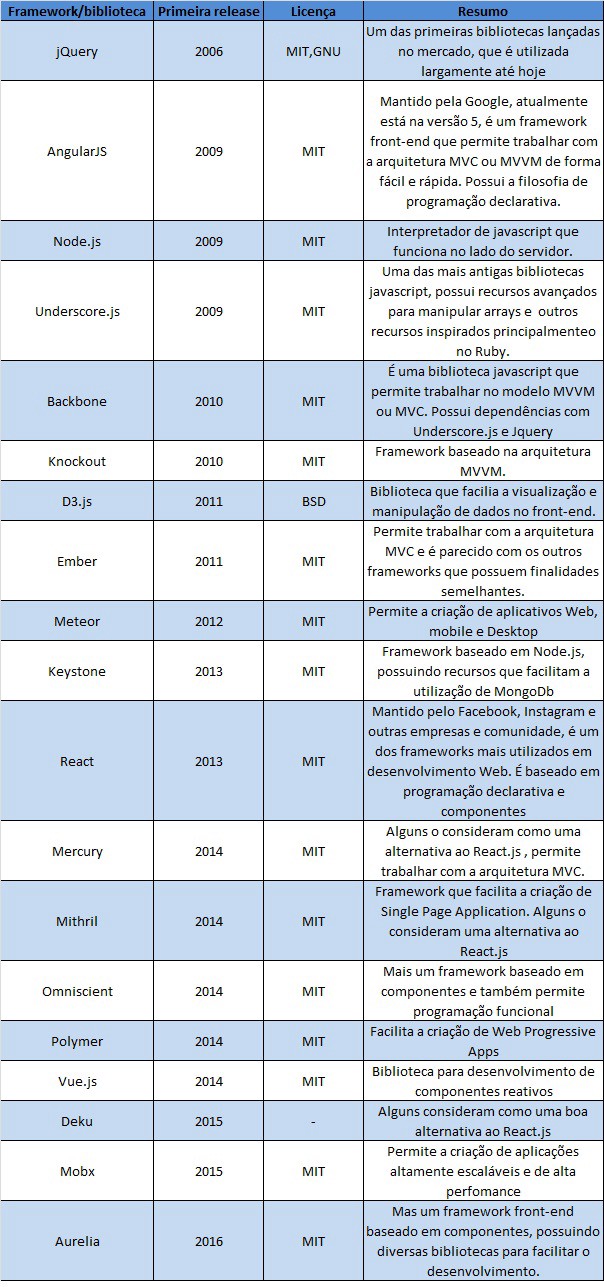 Framework/biblioteca Primeira release Licença Resumo
jQuery 2006 MIT,GNU Um das primeiras bibliotecas lançadas
no mercado, que é utilizada
largamente até hoje
AngularJS 2009 MIT Mantido pela Google, atualmente
está na versão 5, é um framework
front-end que permite trabalhar com
a arquitetura MVC ou MVVM de forma
fácil e rápida. Possui a filosofia de
programação declarativa.
Node.js 2009 MIT Interpretador de javascript que
funciona no lado do servidor.
Underscore.js 2009 MIT Uma das mais antigas bibliotecas
javascript, possui recursos avançados
para manipular arrays e outros
recursos inspirados principalmenteo
no Ruby.
Backbone 2010 MIT É uma biblioteca javascript que
permite trabalhar no modelo MVVM
ou MVC. Possui dependências com
Underscore.js e Jquery
Knockout 2010 MIT Framework baseado na arquitetura
MVVM.
D3.js 2011 BSD Biblioteca que facilia a visualização e
manipulação de dados no front-end.
Ember 2011 MIT Permite trabalhar com a arquitetura
MVC e é parecido com os outros
frameworks que possuem finalidades
semelhantes.
Meteor 2012 MIT Permite a criação de aplicativos Web,
mobile e Desktop
Keystone 2013 MIT Framework baseado em Node.js,
possuindo recursos que facilitam a
utilização de MongoDb
React 2013 MIT Mantido pelo Facebook, Instagram e
outras empresas e comunidade, é um
dos frameworks mais utilizados em
desenvolvimento Web. É baseado em
programação declarativa e
componentes
Mercury 2014 MIT Alguns o consideram como uma
alternativa ao React.js , permite
trabalhar com a arquitetura MVC.
Mithril 2014 MIT Framework que facilita a criação de
Single Page Application. Alguns o
consideram uma alternativa ao
React.js
Omniscient 2014 MIT Mais um framework baseado em
componentes e também permite
programação funcional
Polymer 2014 MIT Facilita a criação de Web Progressive
Apps
Vue.js 2014 MIT Biblioteca para desenvolvimento de
componentes reativos
Deku 2015 - Alguns consideram como uma boa
alternativa ao React.js
Mobx 2015 MIT Permite a criação de aplicações
altamente escaláveis e de alta
perfomance
Aurelia 2016 MIT Mas um framework front-end
baseado em componentes, possuindo
diversas bibliotecas para facilitar o
desenvolvimento.